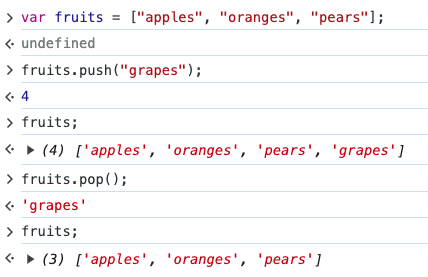 > var fruits = ["apples", "oranges", "pears"];
undefined
> fruits.push("grapes");
4
> fruits;
▶ (4) ['apples', 'oranges', 'pears', 'grapes']
> fruits.pop();
'grapes'
> fruits;
▶ (3) ['apples', 'oranges', 'pears']